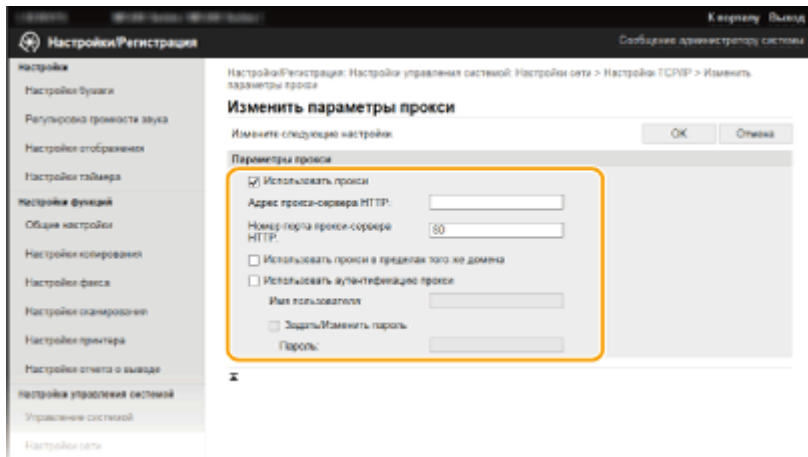 К порталу Выход
Настройки/Регистрация
Сообщение администратору системы
Настройки
Настройки бумаги
Регулировка громкости звука
Настройки отображения
Настройки таймера
Настройки функций
Общие настройки
Настройки копирования
Настройки факса
Настройки сканирования
Настройки принтера
Настройки отчета о выводе
Настройки управления системой
Управление системой
Настройки сети
Настройки/Регистрация: Настройки управления системой: Настройки сети > Настройки TCP/IP > Изменить
параметры прокси
Изменить параметры прокси
Измените следующие настройки.
OK Отмена
Параметры прокси
Использовать прокси
Адрес прокси-сервера HTTP:
Номер порта прокси-сервера
HTTP:
80
Использовать прокси в пределах того же домена
Использовать аутентификацию прокси
Имя пользователя
Задать/Изменить пароль
Пароль: